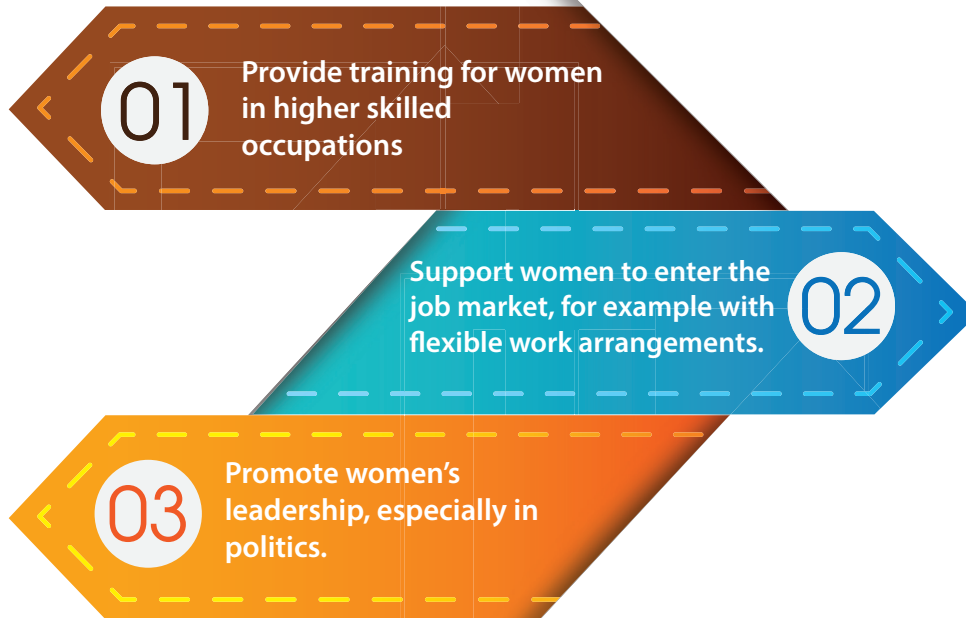 01
Provide training for women
in higher skilled
occupations
Support women to enter the
job market, for example with
flexible work arrangements.
02
03
Promote women’s
leadership, especially in
politics.